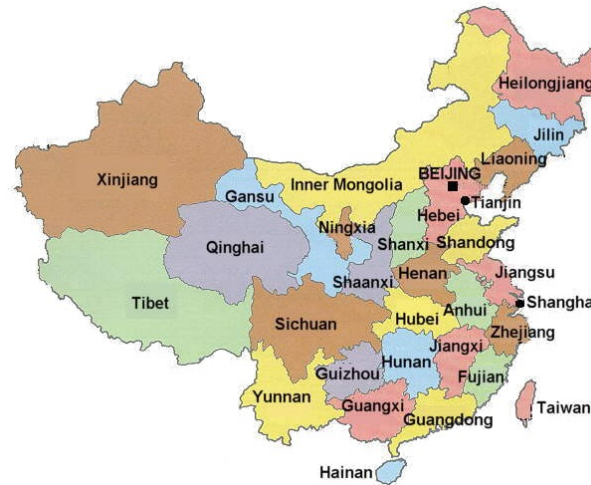 Heilongjiang
Jilin
Liaoning
BEIJING
Inner Mongolia
Xinjiang
Gansu
Tianjin
Hebei
Ningxia
Shanxi
Shandong
Qinghai
Shaanxi
Henan
Jiangsu
Tibet
Shangha
Anhui
Hubei
Sichuan
Zhejiang
Jiangxi
Hunan
Guizhou
Fujian
Yunnan
Guangxi
Guangdong
Taiwan
Hainan